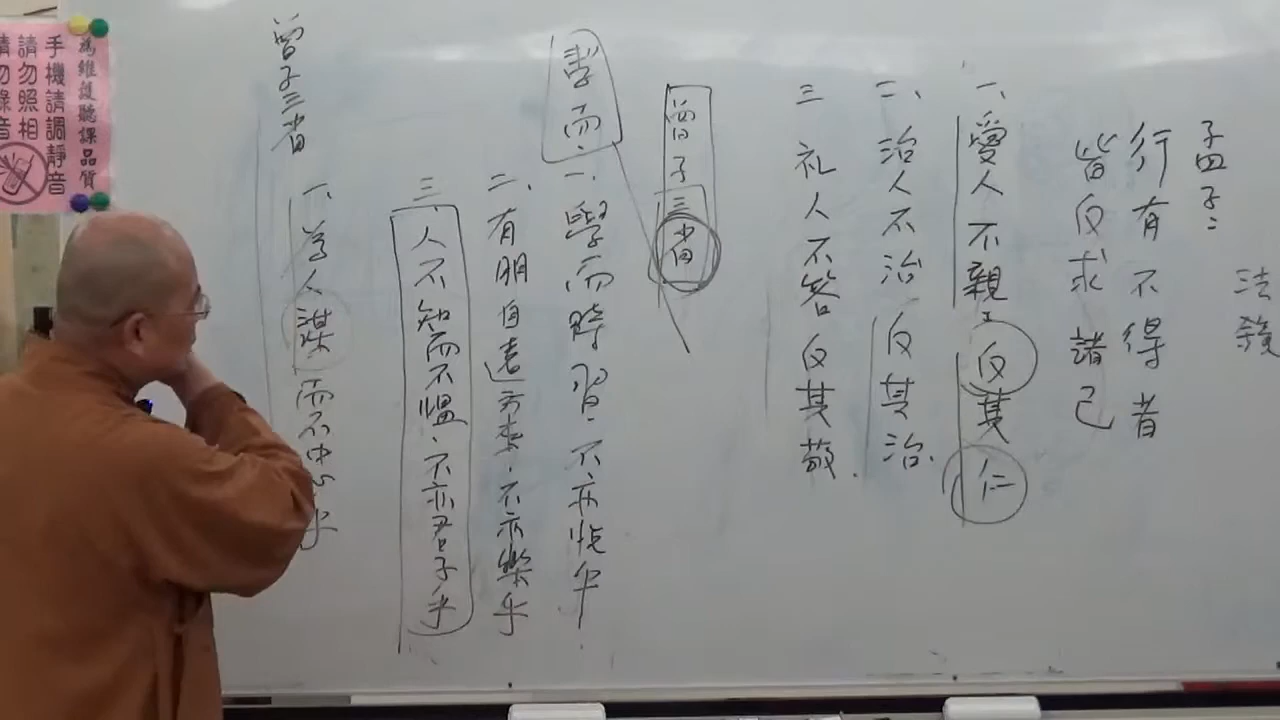 法
孟子：
行有不得者
皆反求諸己
一、愛人不親，反其仁
二、治人不治反其治.
三 礼人不答反其敬.
曾子三省
學而、
一、學而時習、不亦悦乎
二、有朋自遠方來、不亦樂乎
三、人不知而不慍、不亦君子乎
曾子三省
一、為人謀而不忠乎
為維護聽課品質
手機請調靜音
請勿照相
請勿錄音